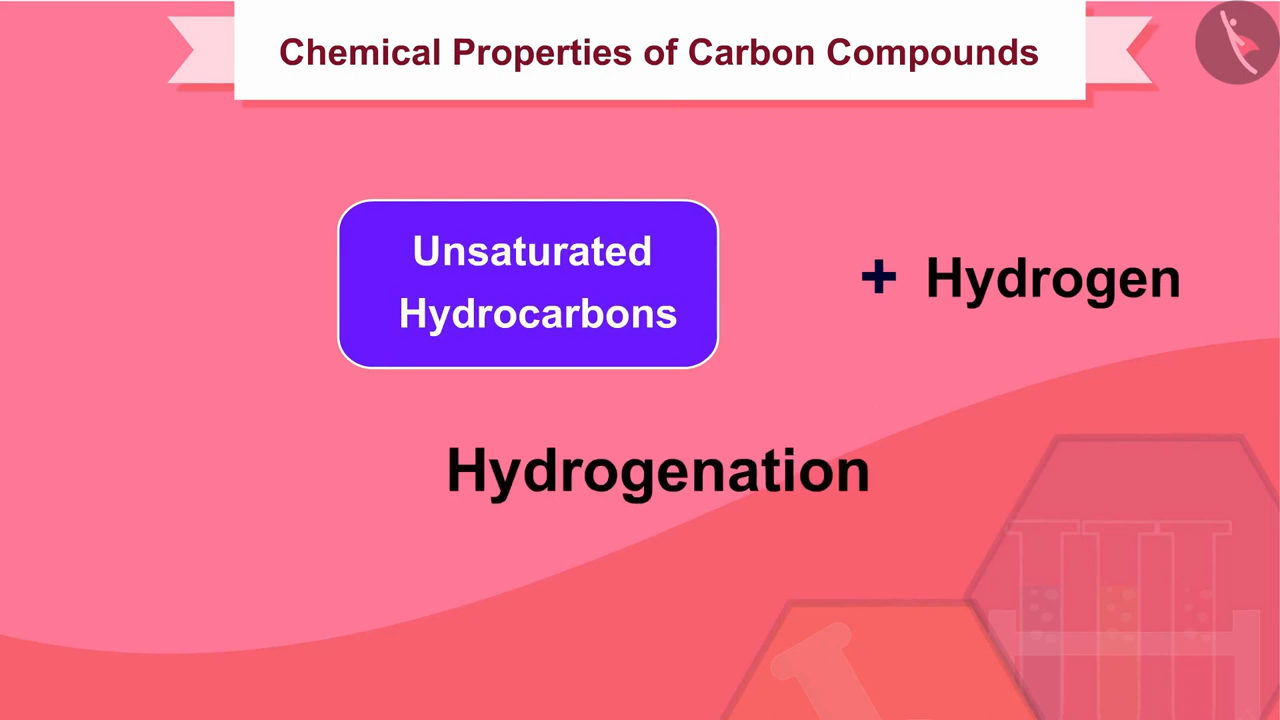 Chemical Properties of Carbon Compounds
Unsaturated
Hydrocarbons
+ Hydrogen
Hydrogenation